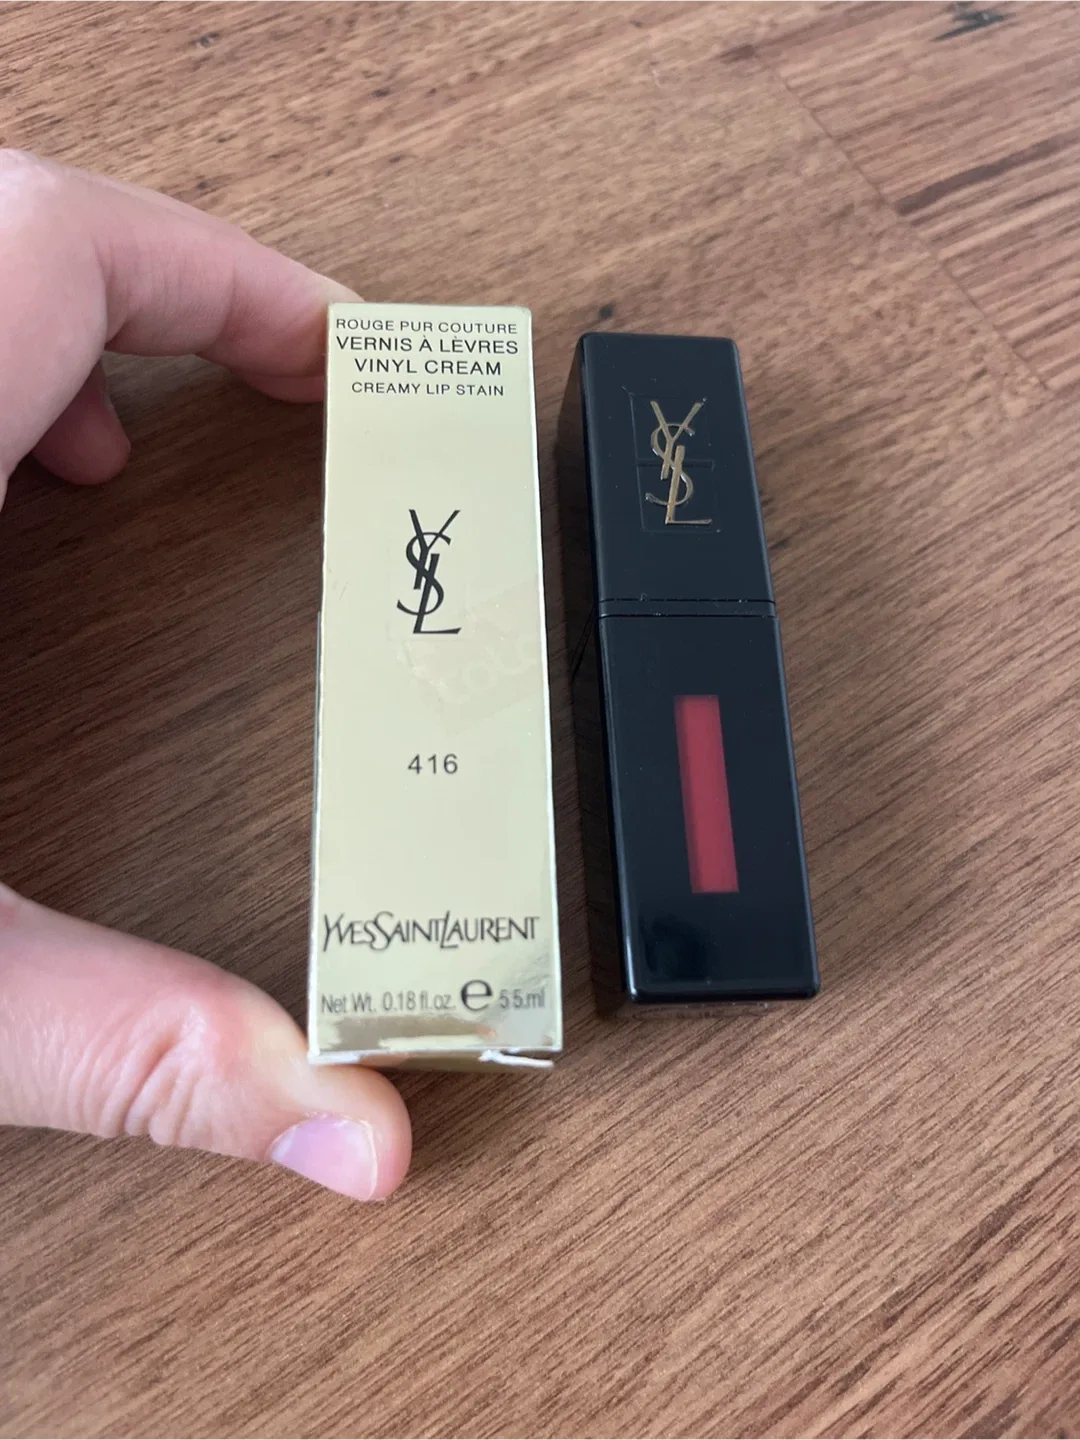 ROUGE PUR COUTURE
VERNIS À LÈVRES
VINYL CREAM
CREAMY LIP STAIN
YSL
416
YVESSAINTLAURENT
Net Wt. 0.18 fl.oz. e 5 5.ml
YSL